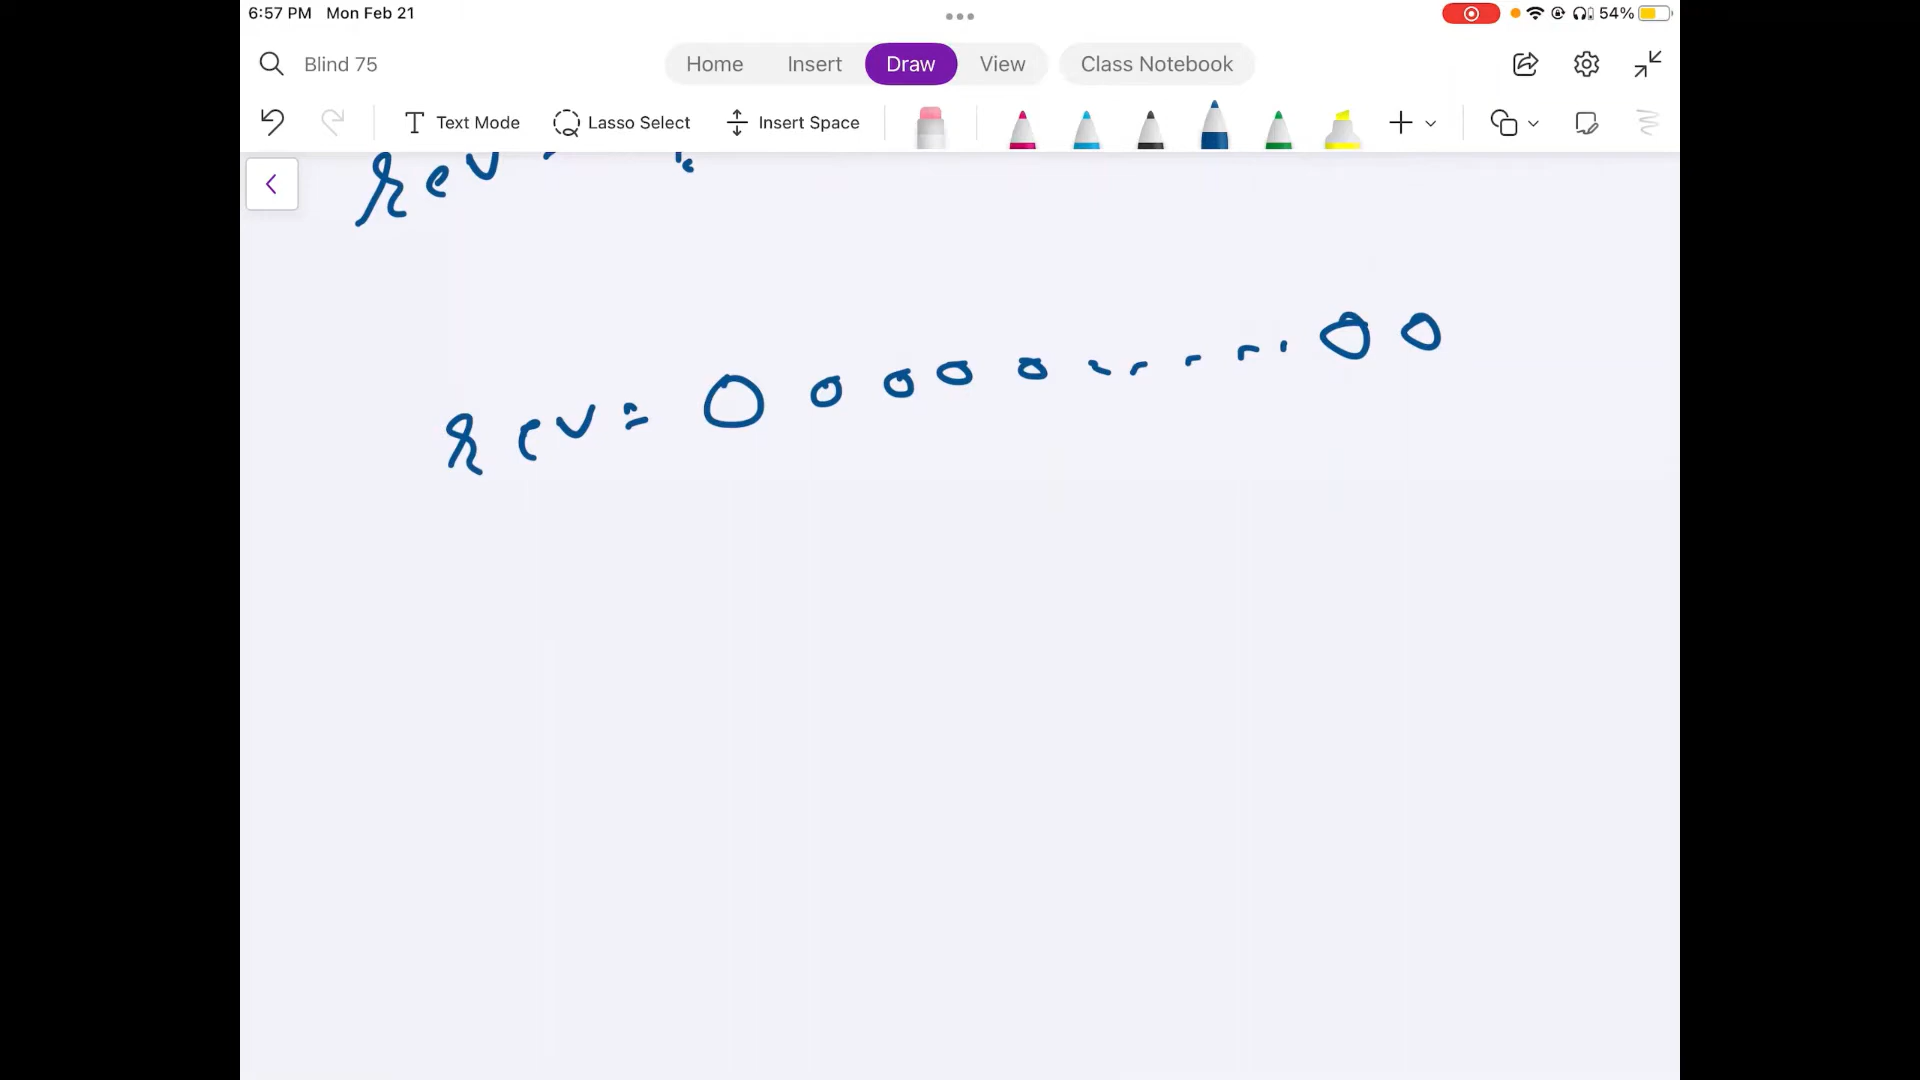 6:57 PM Mon Feb 21
54%
Blind 75
Home Insert Draw View Class Notebook
Text Mode Lasso Select Insert Space
rev
rev = 0 0 0 0 0 ........ 0 0